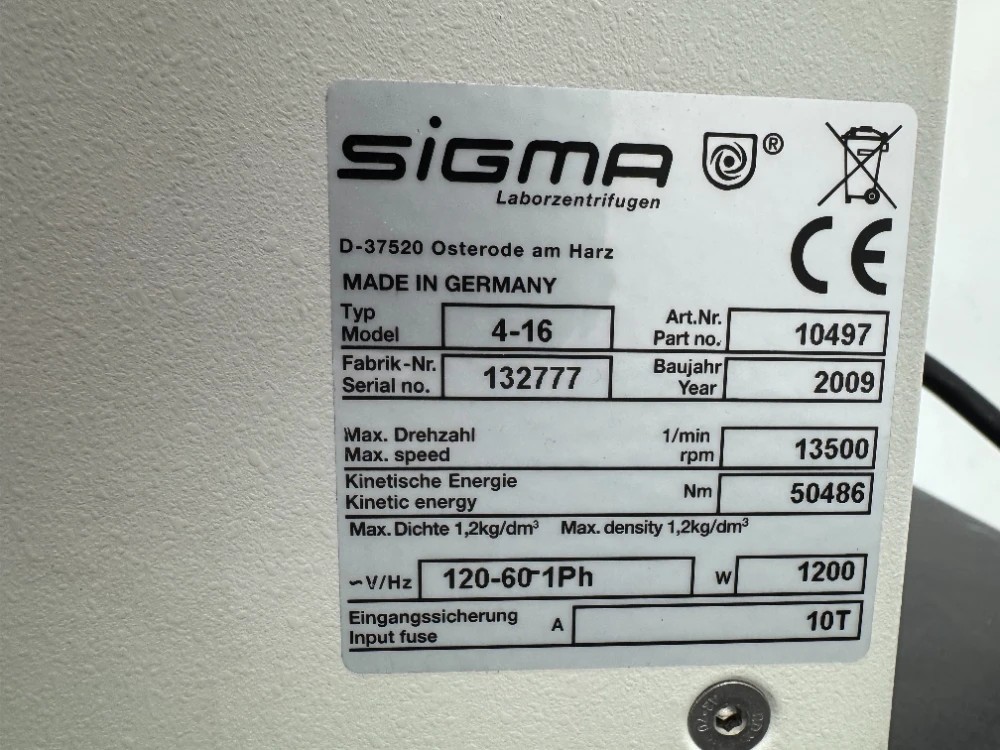 SIGMA ®
Laborzentrifugen
D-37520 Osterode am Harz
CE
MADE IN GERMANY
Typ
Model 4-16 Art.Nr.
Part no. 10497
Fabrik-Nr.
Serial no. 132777 Baujahr
Year 2009
Max. Drehzahl
Max. speed 1/min
rpm 13500
Kinetische Energie
Kinetic energy Nm 50486
Max. Dichte 1,2kg/dm³ Max. density 1,2kg/dm³
~V/Hz 120-60~1Ph W 1200
Eingangssicherung
Input fuse A 10T